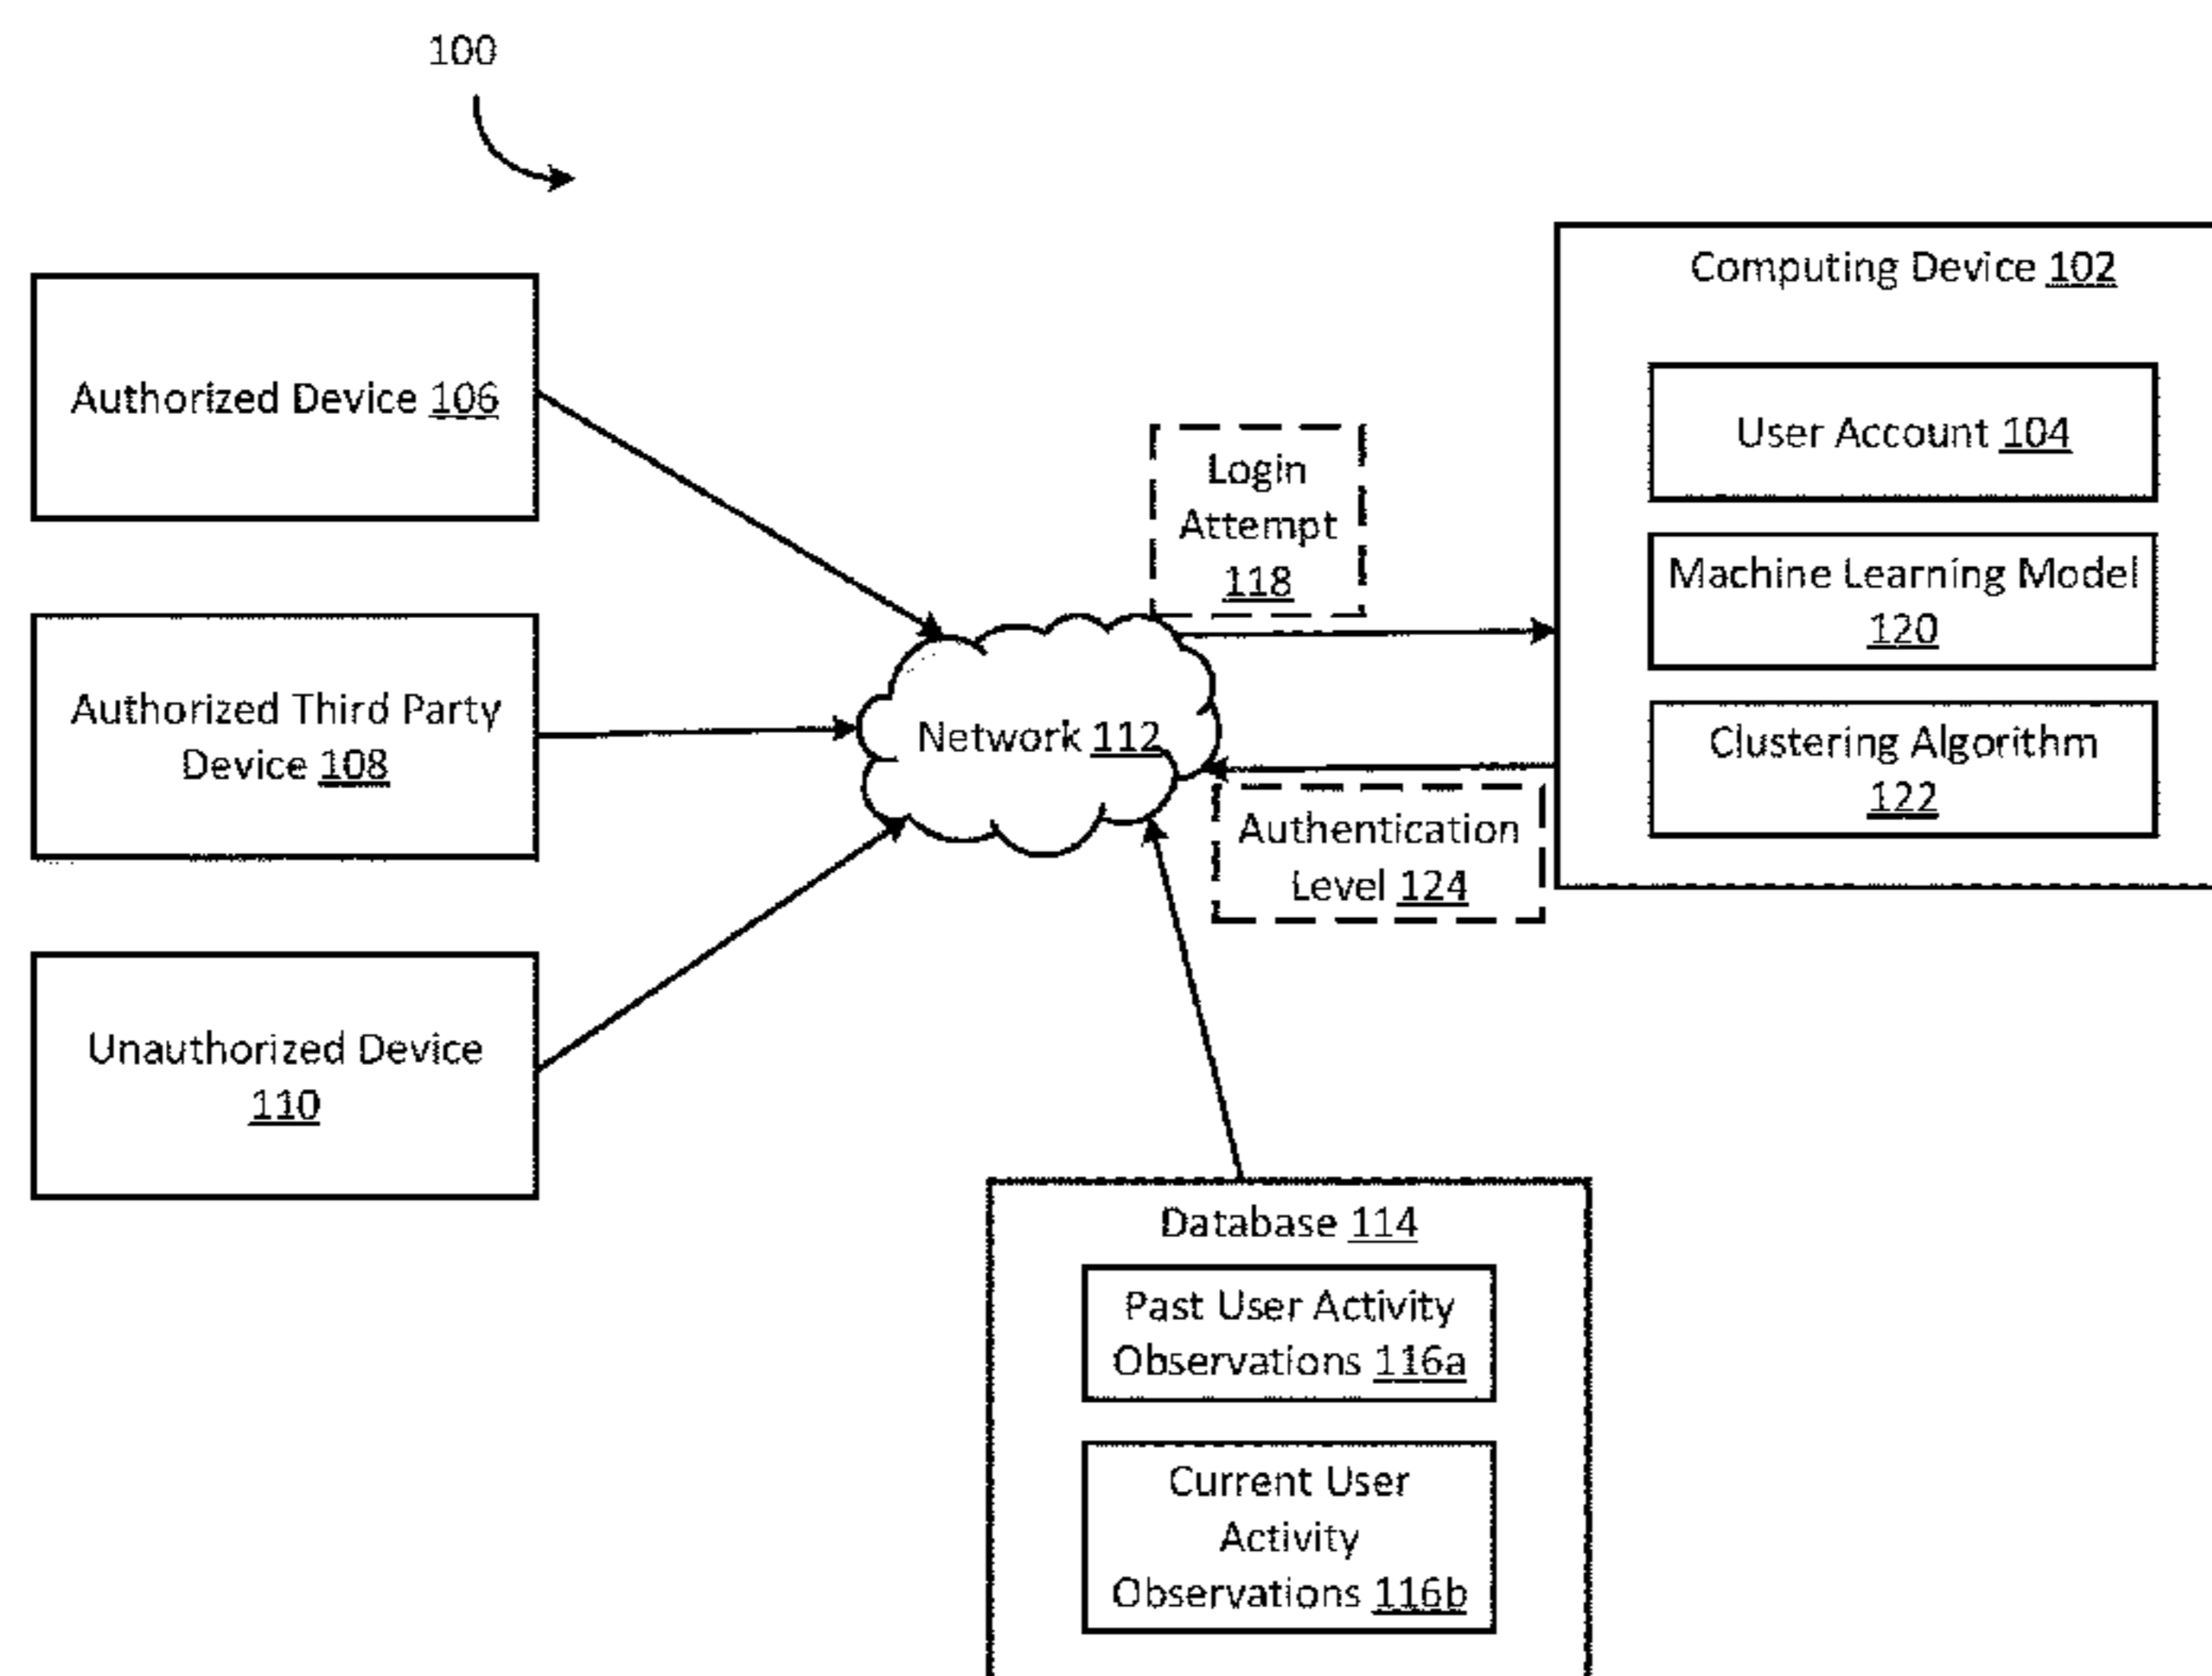 100
Authorized Device 106
Authorized Third Party
Device 108
Unauthorized Device
110
Network 112
Login
Attempt
118
Authentication
Level 124
Computing Device 102
User Account 104
Machine Learning Model
120
Clustering Algorithm
122
Database 114
Past User Activity
Observations 116a
Current User
Activity
Observations 116b